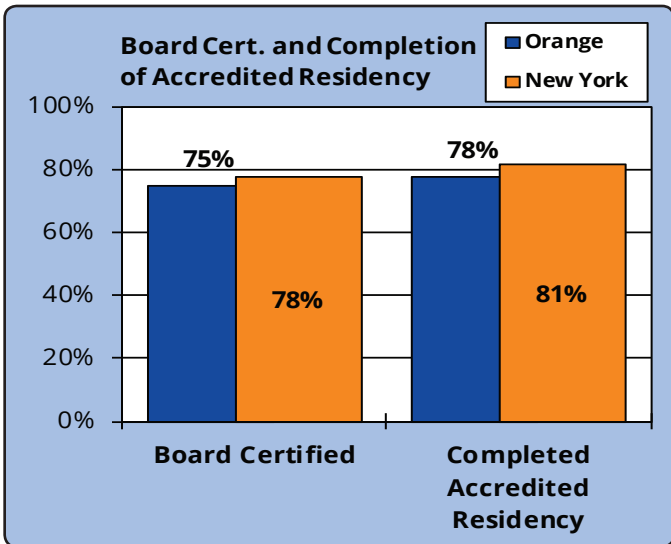 Board Cert. and Completion
of Accredited Residency
Orange
New York
100%
80%
60%
40%
20%
0%
75%
78%
78%
81%
Board Certified
Completed
Accredited
Residency